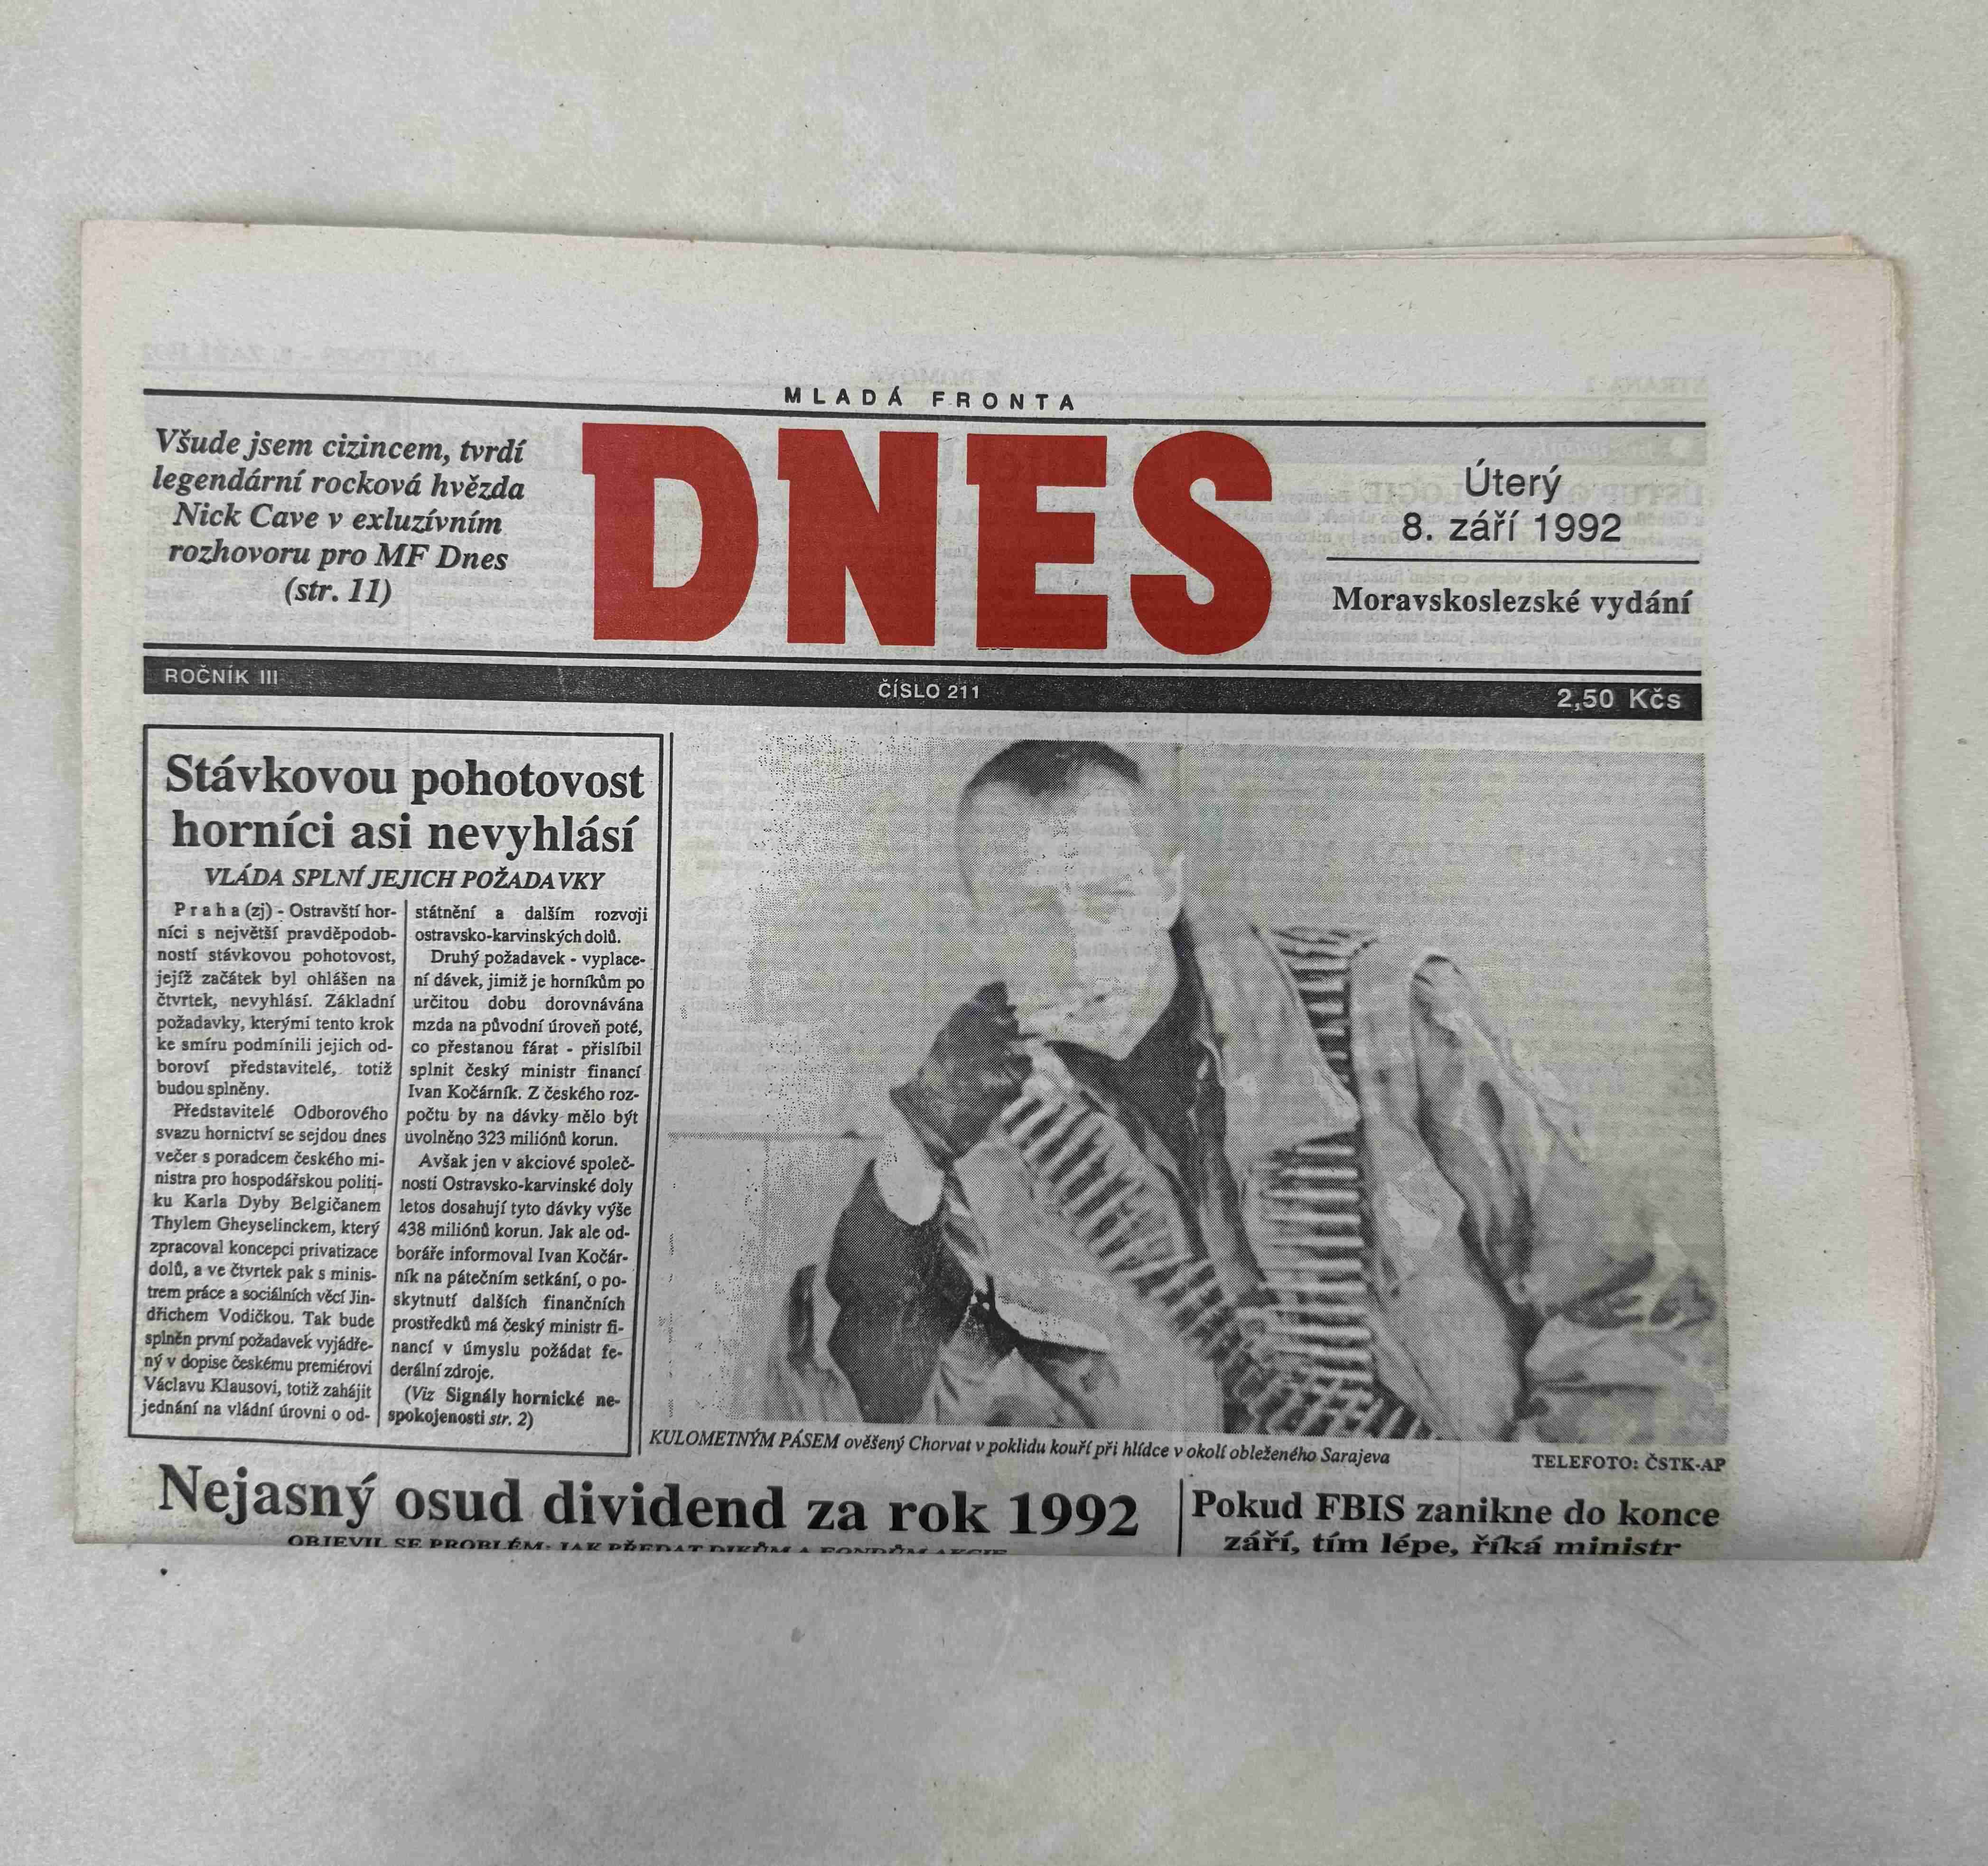 MLADÁ FRONTA
Všude jsem cizincem, tvrdí
legendární rocková hvězda
Nick Cave v exluzívním
rozhovoru pro MF Dnes
(str. 11)
DNES
Úterý
8. září 1992
Moravskoslezské vydání
ROČNÍK III
ČÍSLO 211
2,50 Kčs
Stávkovou pohotovost
horníci asi nevyhlásí
VLÁDA SPLNÍ JEJICH POŽADAVKY
Praha (zj) - Ostravští hor-
níci s největší pravděpodob-
ností stávkovou pohotovost,
jejíž začátek byl ohlášen na
čtvrtek, nevyhlásí. Základní
požadavky, kterými tento krok
ke smíru podmínili jejich od-
boroví představitelé, totiž
budou splněny.
Představitelé Odborového
svazu hornictví se sejdou dnes
večer s poradcem českého mi-
nistra pro hospodářskou politi-
ku Karla Dyby Belgičanem
Thylem Gheyselinckem, který
zpracoval koncepci privatizace
dolů, a ve čtvrtek pak s minis-
trem práce a sociálních věcí Jin-
dřichem Vodičkou. Tak bude
splněn první požadavek vyjádře-
ný v dopise českému premiérovi
Václavu Klausovi, totiž zahájit
jednání na vládní úrovni o od-
státnění a dalším rozvoji
ostravsko-karvinských dolů.
Druhý požadavek - vyplace-
ní dávek, jimiž je horníkům po
určitou dobu dorovnávána
mzda na původní úroveň poté,
co přestanou fárat - přislíbil
splnit český ministr financí
Ivan Kočárník. Z českého roz-
počtu by na dávky mělo být
uvolněno 323 miliónů korun.
Avšak jen v akciové společ-
nosti Ostravsko-karvinské doly
letos dosahují tyto dávky výše
438 miliónů korun. Jak ale od-
boráře informoval Ivan Kočár-
ník na pátečním setkání, o po-
skytnutí dalších finančních
prostředků má český ministr fi-
nancí v úmyslu požádat fe-
derální zdroje.
(Viz Signály hornické ne-
spokojenosti str. 2)
KULOMETNÝM PÁSEM ověšený Chorvat v poklidu kouří při hlídce v okolí obleženého Sarajeva
TELEFOTO: ČSTK-AP
Nejasný osud dividend za rok 1992
OBJEVIL SE PROBLÉM: JAK PŘEDAT DIKŮM A FONDŮM AKCIE
Pokud FBIS zanikne do konce
září, tím lépe, říká ministr